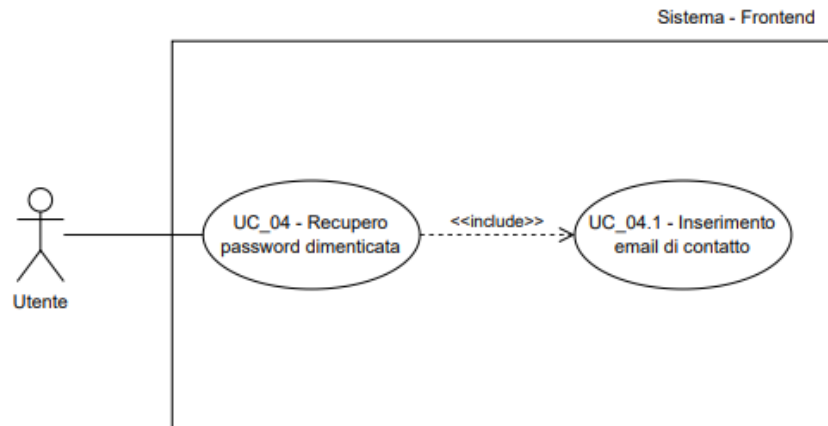 Sistema - Frontend
UC_04 - Recupero
password dimenticata
<<include>>
UC_04.1 - Inserimento
email di contatto
Utente